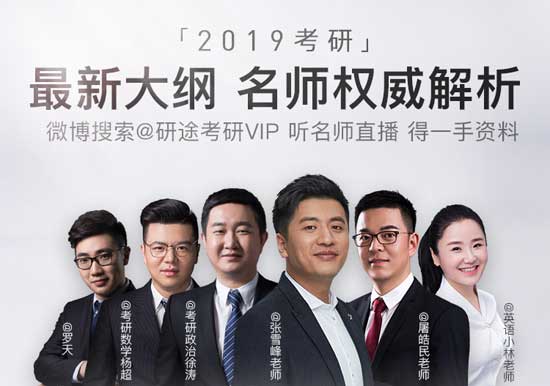 「2019考研」
最新大纲 名师权威解析
微博搜索@研途考研VIP 听名师直播 得一手资料
@罗天
@考研数学杨超
@考研政治徐涛
@张雪峰老师
@屠皓民老师
@英语小林老师